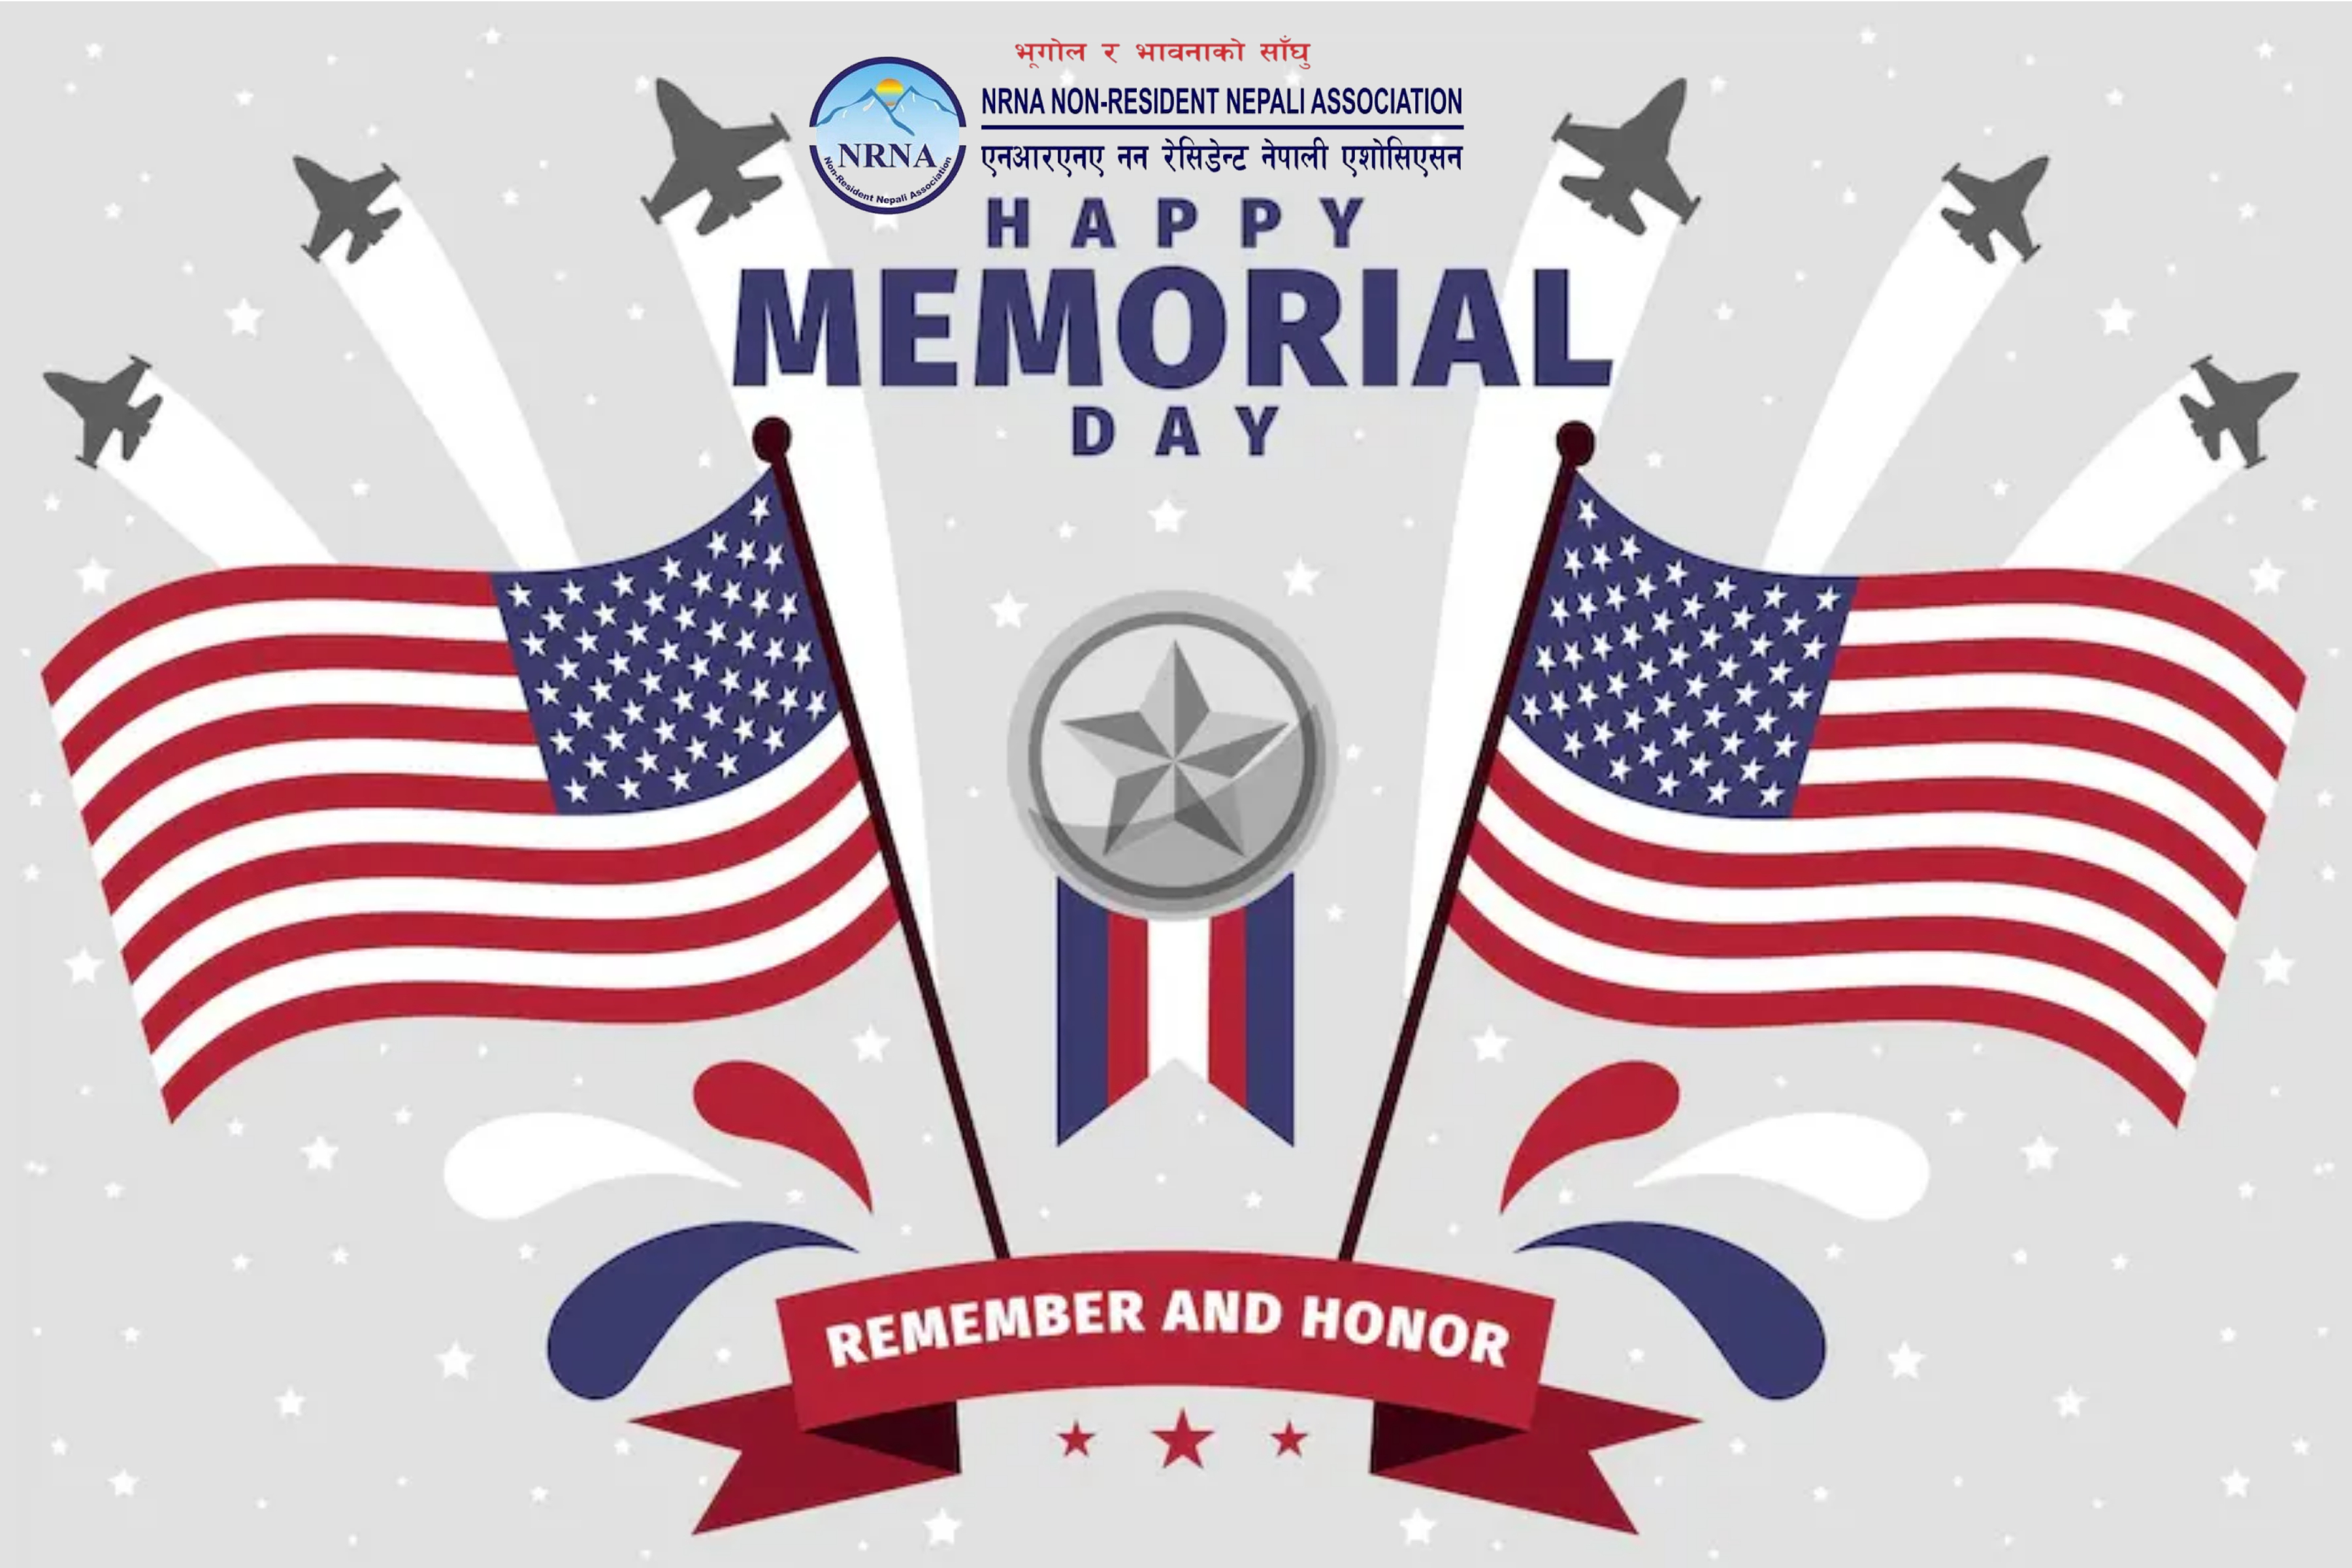 भूगोल र भावनाको साँघु
NRNA NON-RESIDENT NEPALI ASSOCIATION
एनआरएनए नन रेसिडेन्ट नेपाली एशोसिएसन
NRNA
Non-Resident Nepali Association
HAPPY
MEMORIAL
DAY
REMEMBER AND HONOR